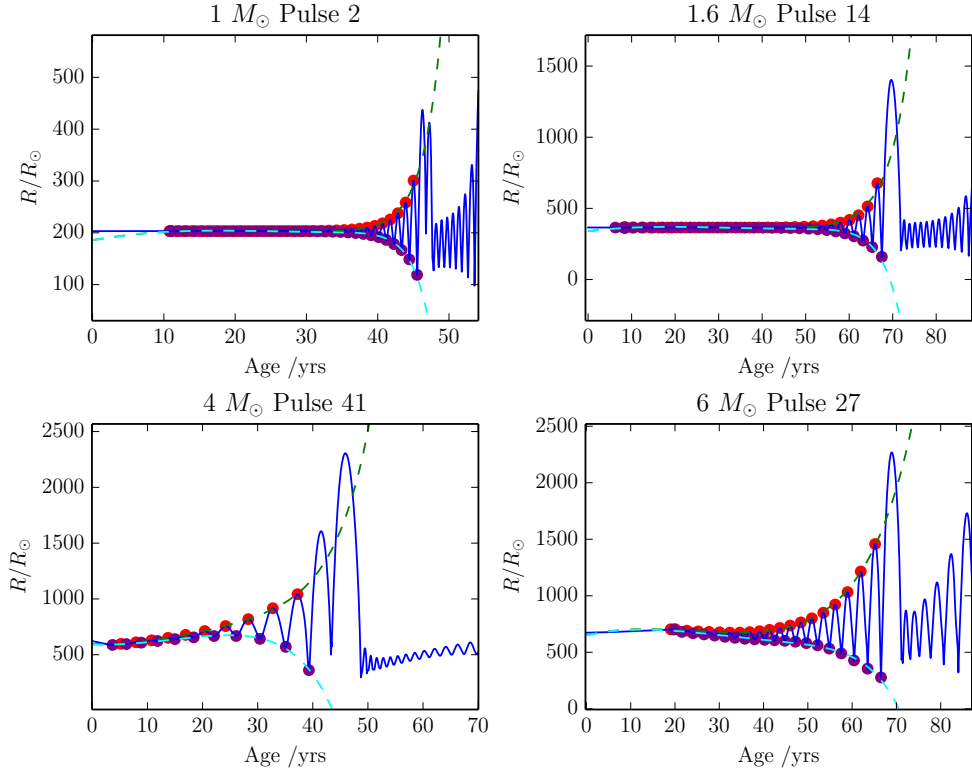 1 M⊙ Pulse 2
R/R⊙
500
400
300
200
100
0 10 20 30 40 50
Age /yrs
1.6 M⊙ Pulse 14
R/R⊙
1500
1000
500
0
0 10 20 30 40 50 60 70 80
Age /yrs
4 M⊙ Pulse 41
R/R⊙
2500
2000
1500
1000
500
0
0 10 20 30 40 50 60 70
Age /yrs
6 M⊙ Pulse 27
R/R⊙
2500
2000
1500
1000
500
0
0 10 20 30 40 50 60 70 80
Age /yrs